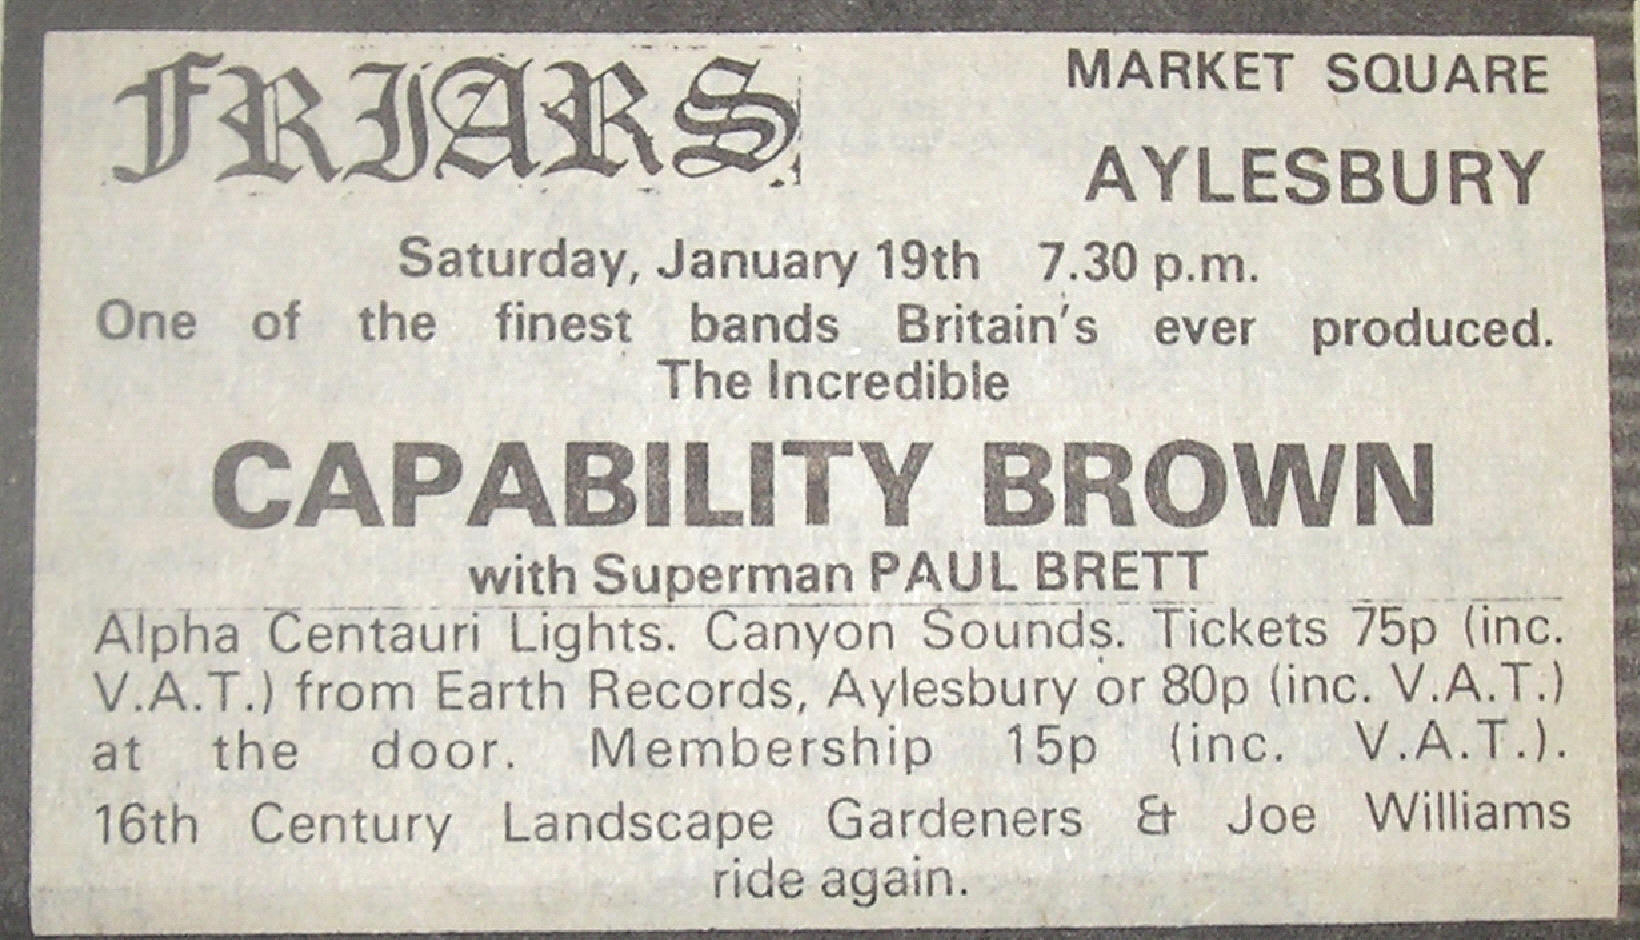 FRIARS
MARKET SQUARE
AYLESBURY
Saturday, January 19th 7.30 p.m.
One of the finest bands Britain's ever produced.
The Incredible
CAPABILITY BROWN
with Superman PAUL BRETT
Alpha Centauri Lights. Canyon Sounds. Tickets 75p (inc.
V.A.T.) from Earth Records, Aylesbury or 80p (inc. V.A.T.)
at the door. Membership 15p (inc. V.A.T.).
16th Century Landscape Gardeners & Joe Williams
ride again.